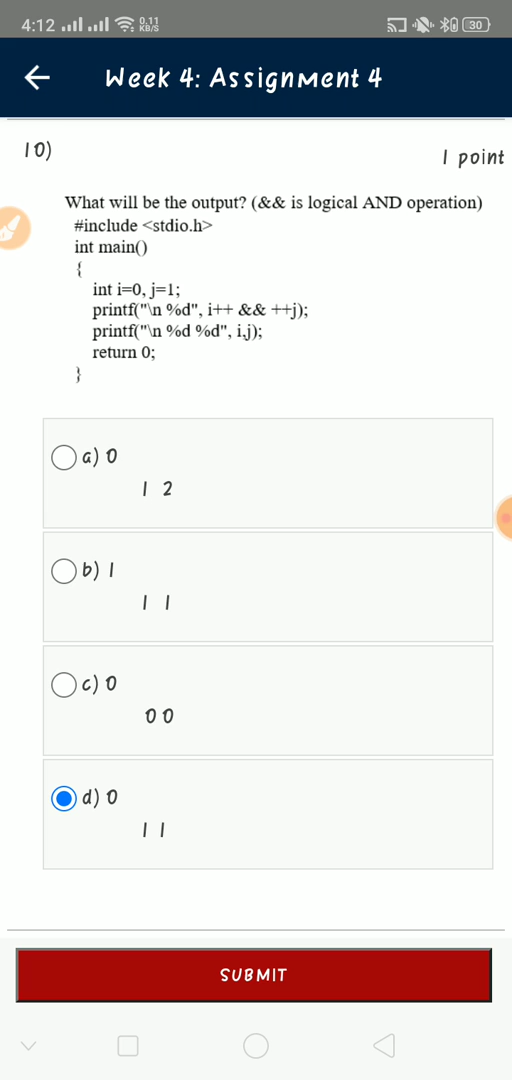 4:12 0.11 KB/S 30
Week 4: Assignment 4
10)
1 point
What will be the output? (&& is logical AND operation)
#include <stdio.h>
int main()
{
int i=0, j=1;
printf("\n %d", i++ && ++j);
printf("\n %d %d", i,j);
return 0;
}
a) 0
1 2
b) 1
1 1
c) 0
0 0
d) 0
1 1
SUBMIT